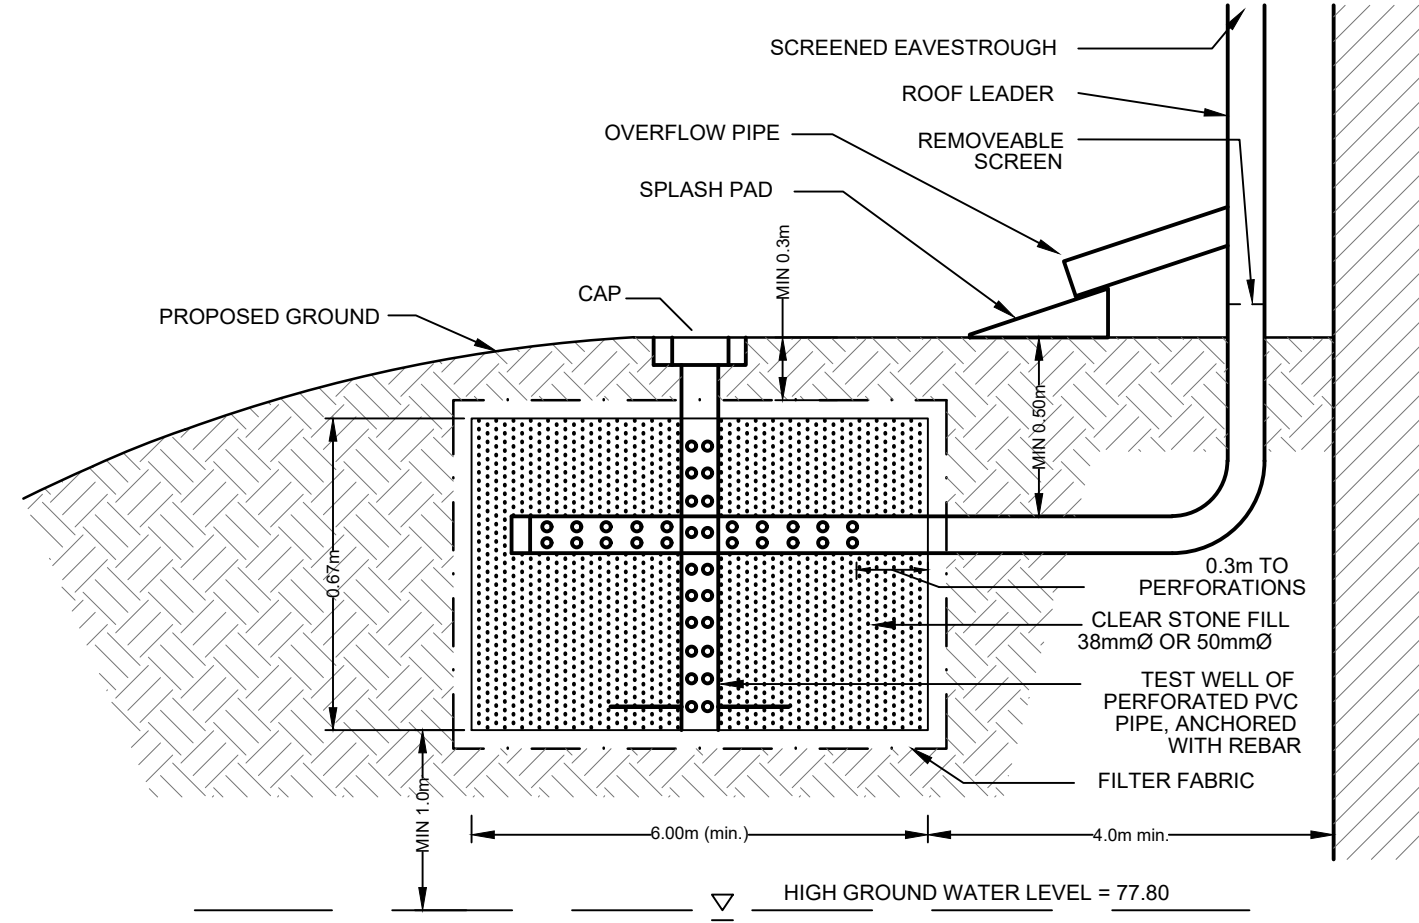 SCREENED EAVESTROUGH
ROOF LEADER
OVERFLOW PIPE
REMOVEABLE
SCREEN
SPLASH PAD
MIN 0.3m
CAP
PROPOSED GROUND
MIN 0.50m
0.67m
0.3m TO
PERFORATIONS
CLEAR STONE FILL
38mmØ OR 50mmØ
TEST WELL OF
PERFORATED PVC
PIPE, ANCHORED
WITH REBAR
FILTER FABRIC
MIN 1.0m
6.00m (min.)
4.0m min.
HIGH GROUND WATER LEVEL = 77.80